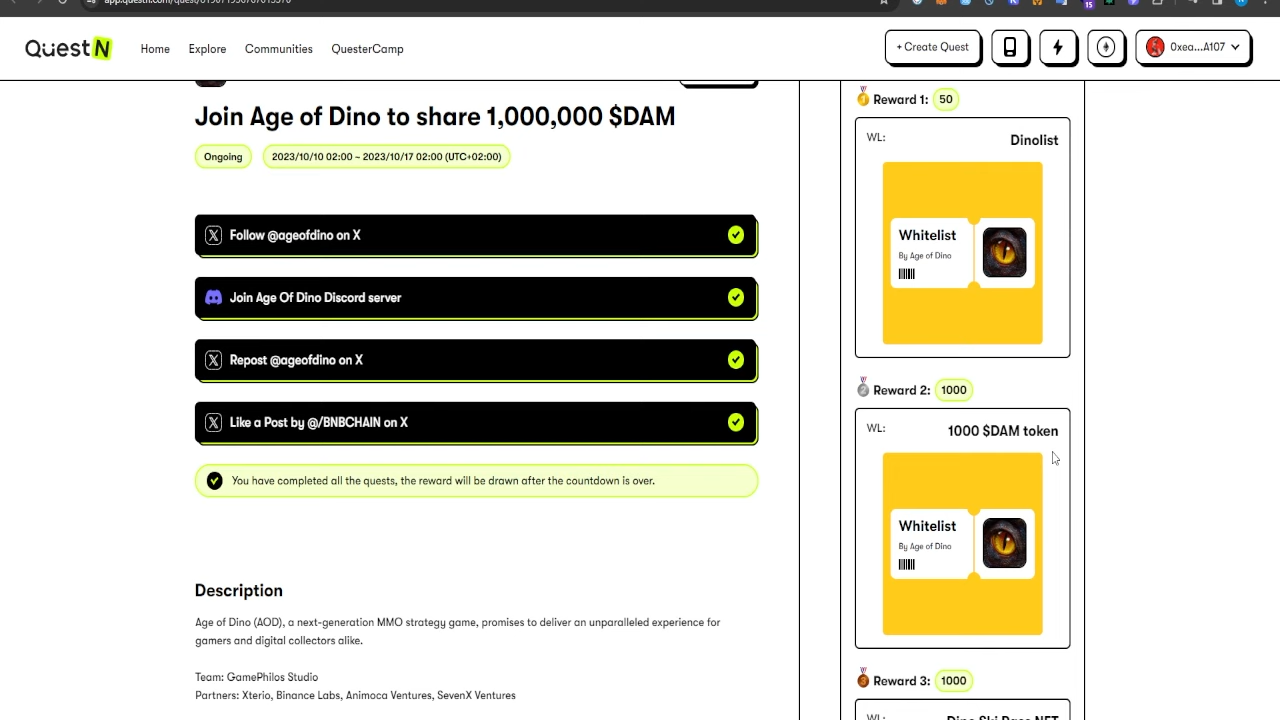 QuestN
Home
Explore
Communities
QuesterCamp
+ Create Quest
0xea...A107
Join Age of Dino to share 1,000,000 $DAM
Ongoing
2023/10/10 02:00 ~ 2023/10/17 02:00 (UTC+02:00)
Follow @ageofdino on X
Join Age Of Dino Discord server
Repost @ageofdino on X
Like a Post by @/BNBCHAIN on X
You have completed all the quests, the reward will be drawn after the countdown is over.
Description
Age of Dino (AOD), a next-generation MMO strategy game, promises to deliver an unparalleled experience for
gamers and digital collectors alike.
Team: GamePhilos Studio
Partners: Xterio, Binance Labs, Animoca Ventures, SevenX Ventures
Reward 1: 50
WL:
Dinolist
Whitelist
By Age of Dino
Reward 2: 1000
WL:
1000 $DAM token
Whitelist
By Age of Dino
Reward 3: 1000
WL:
Dino Ski Pass NFT